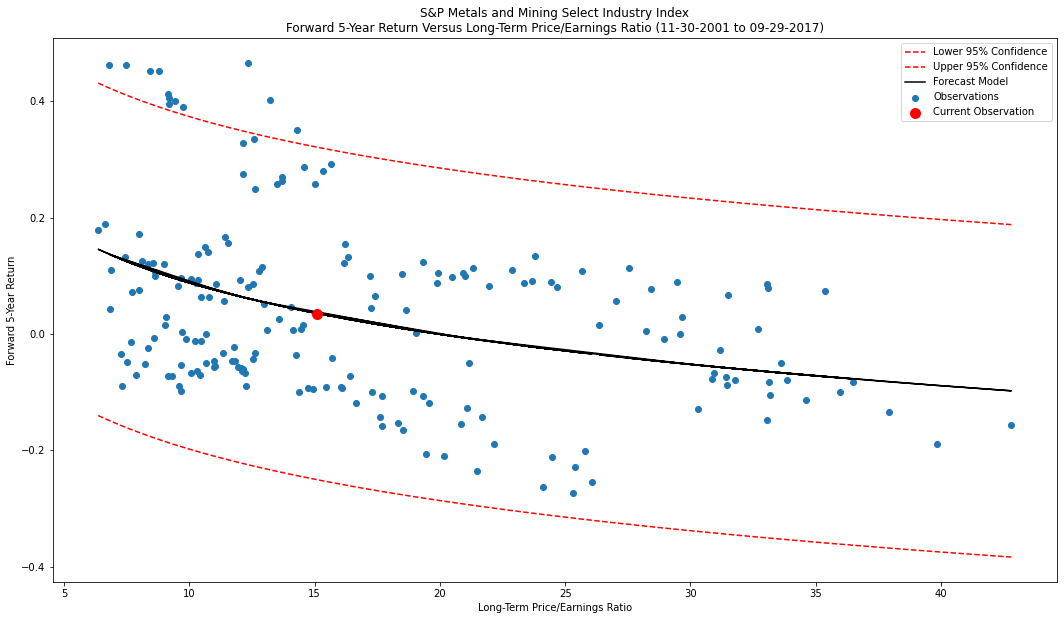 S&P Metals and Mining Select Industry Index
Forward 5-Year Return Versus Long-Term Price/Earnings Ratio (11-30-2001 to 09-29-2017)
Lower 95% Confidence
Upper 95% Confidence
Forecast Model
Observations
Current Observation
Forward 5-Year Return
0.4
0.2
0.0
−0.2
−0.4
5
10
15
20
25
30
35
40
Long-Term Price/Earnings Ratio